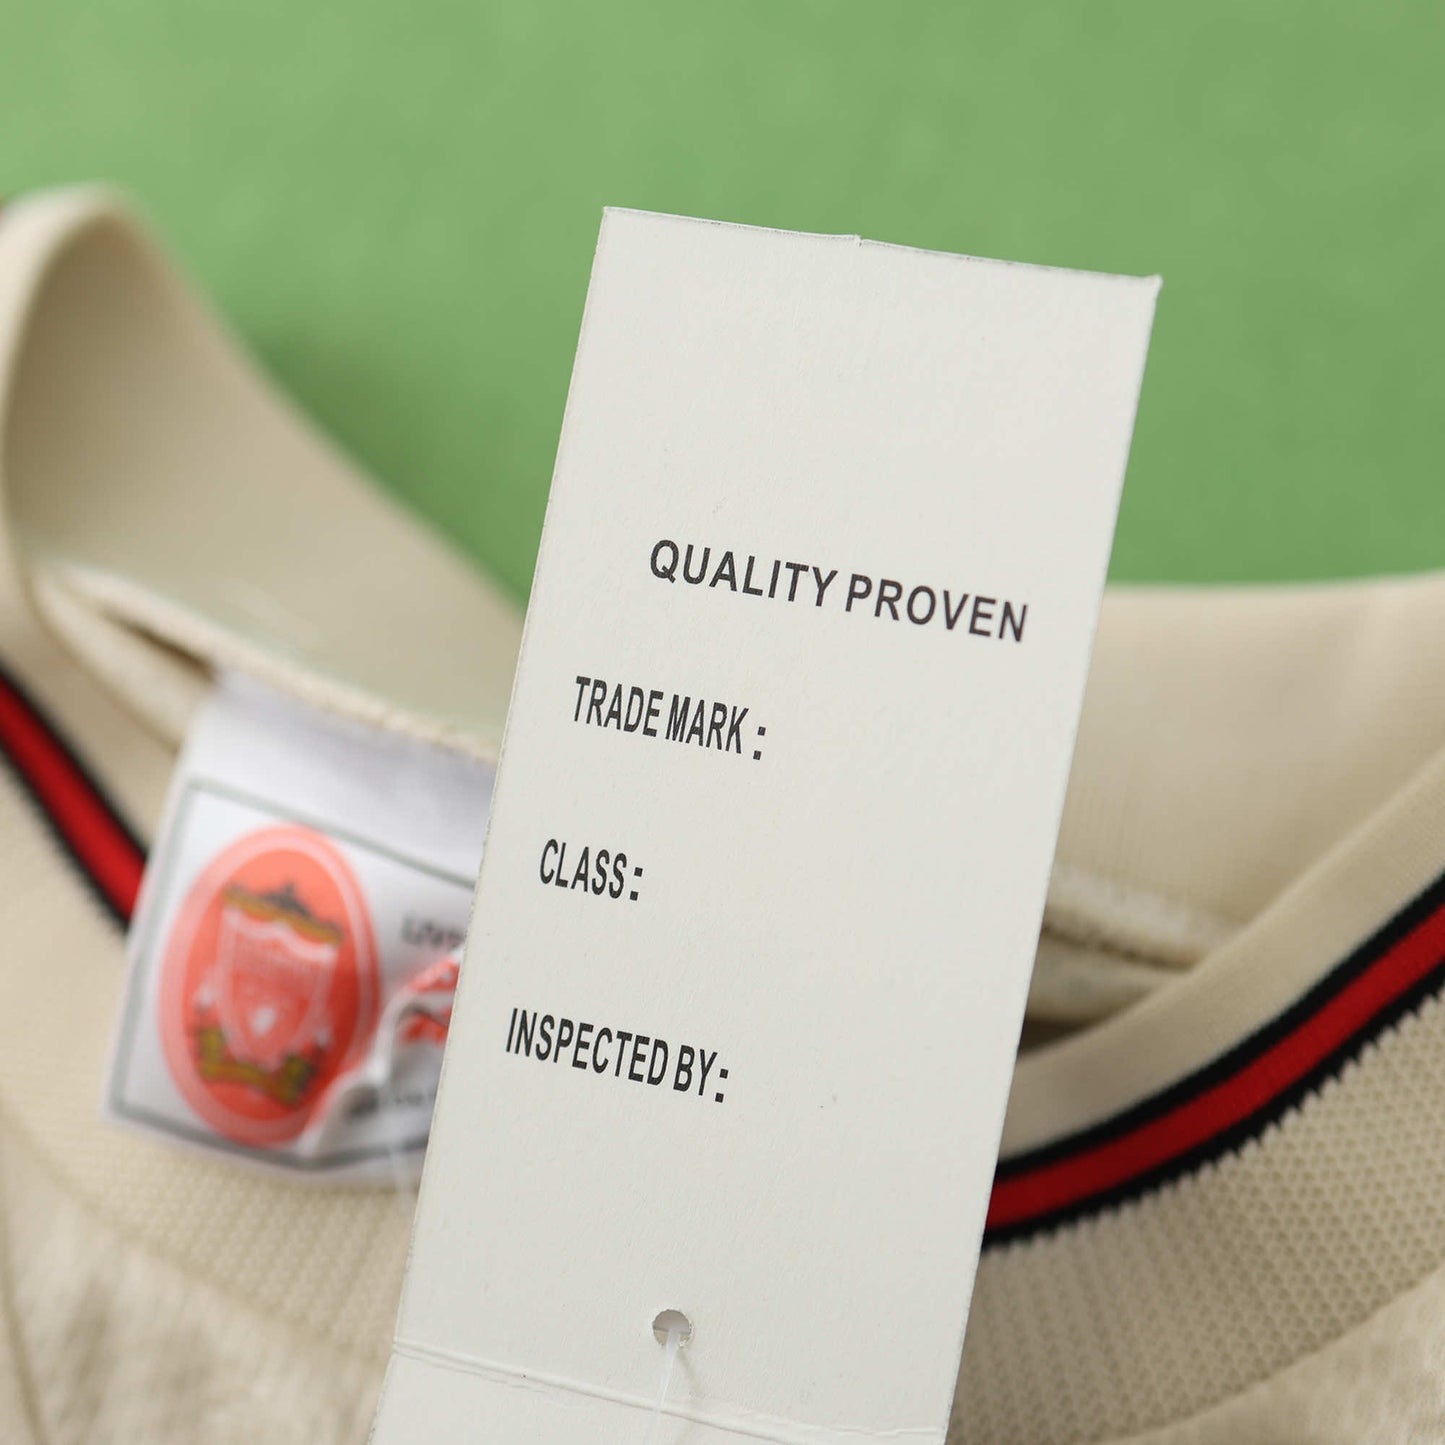 QUALITY PROVEN
TRADE MARK :
CLASS:
INSPECTED BY: